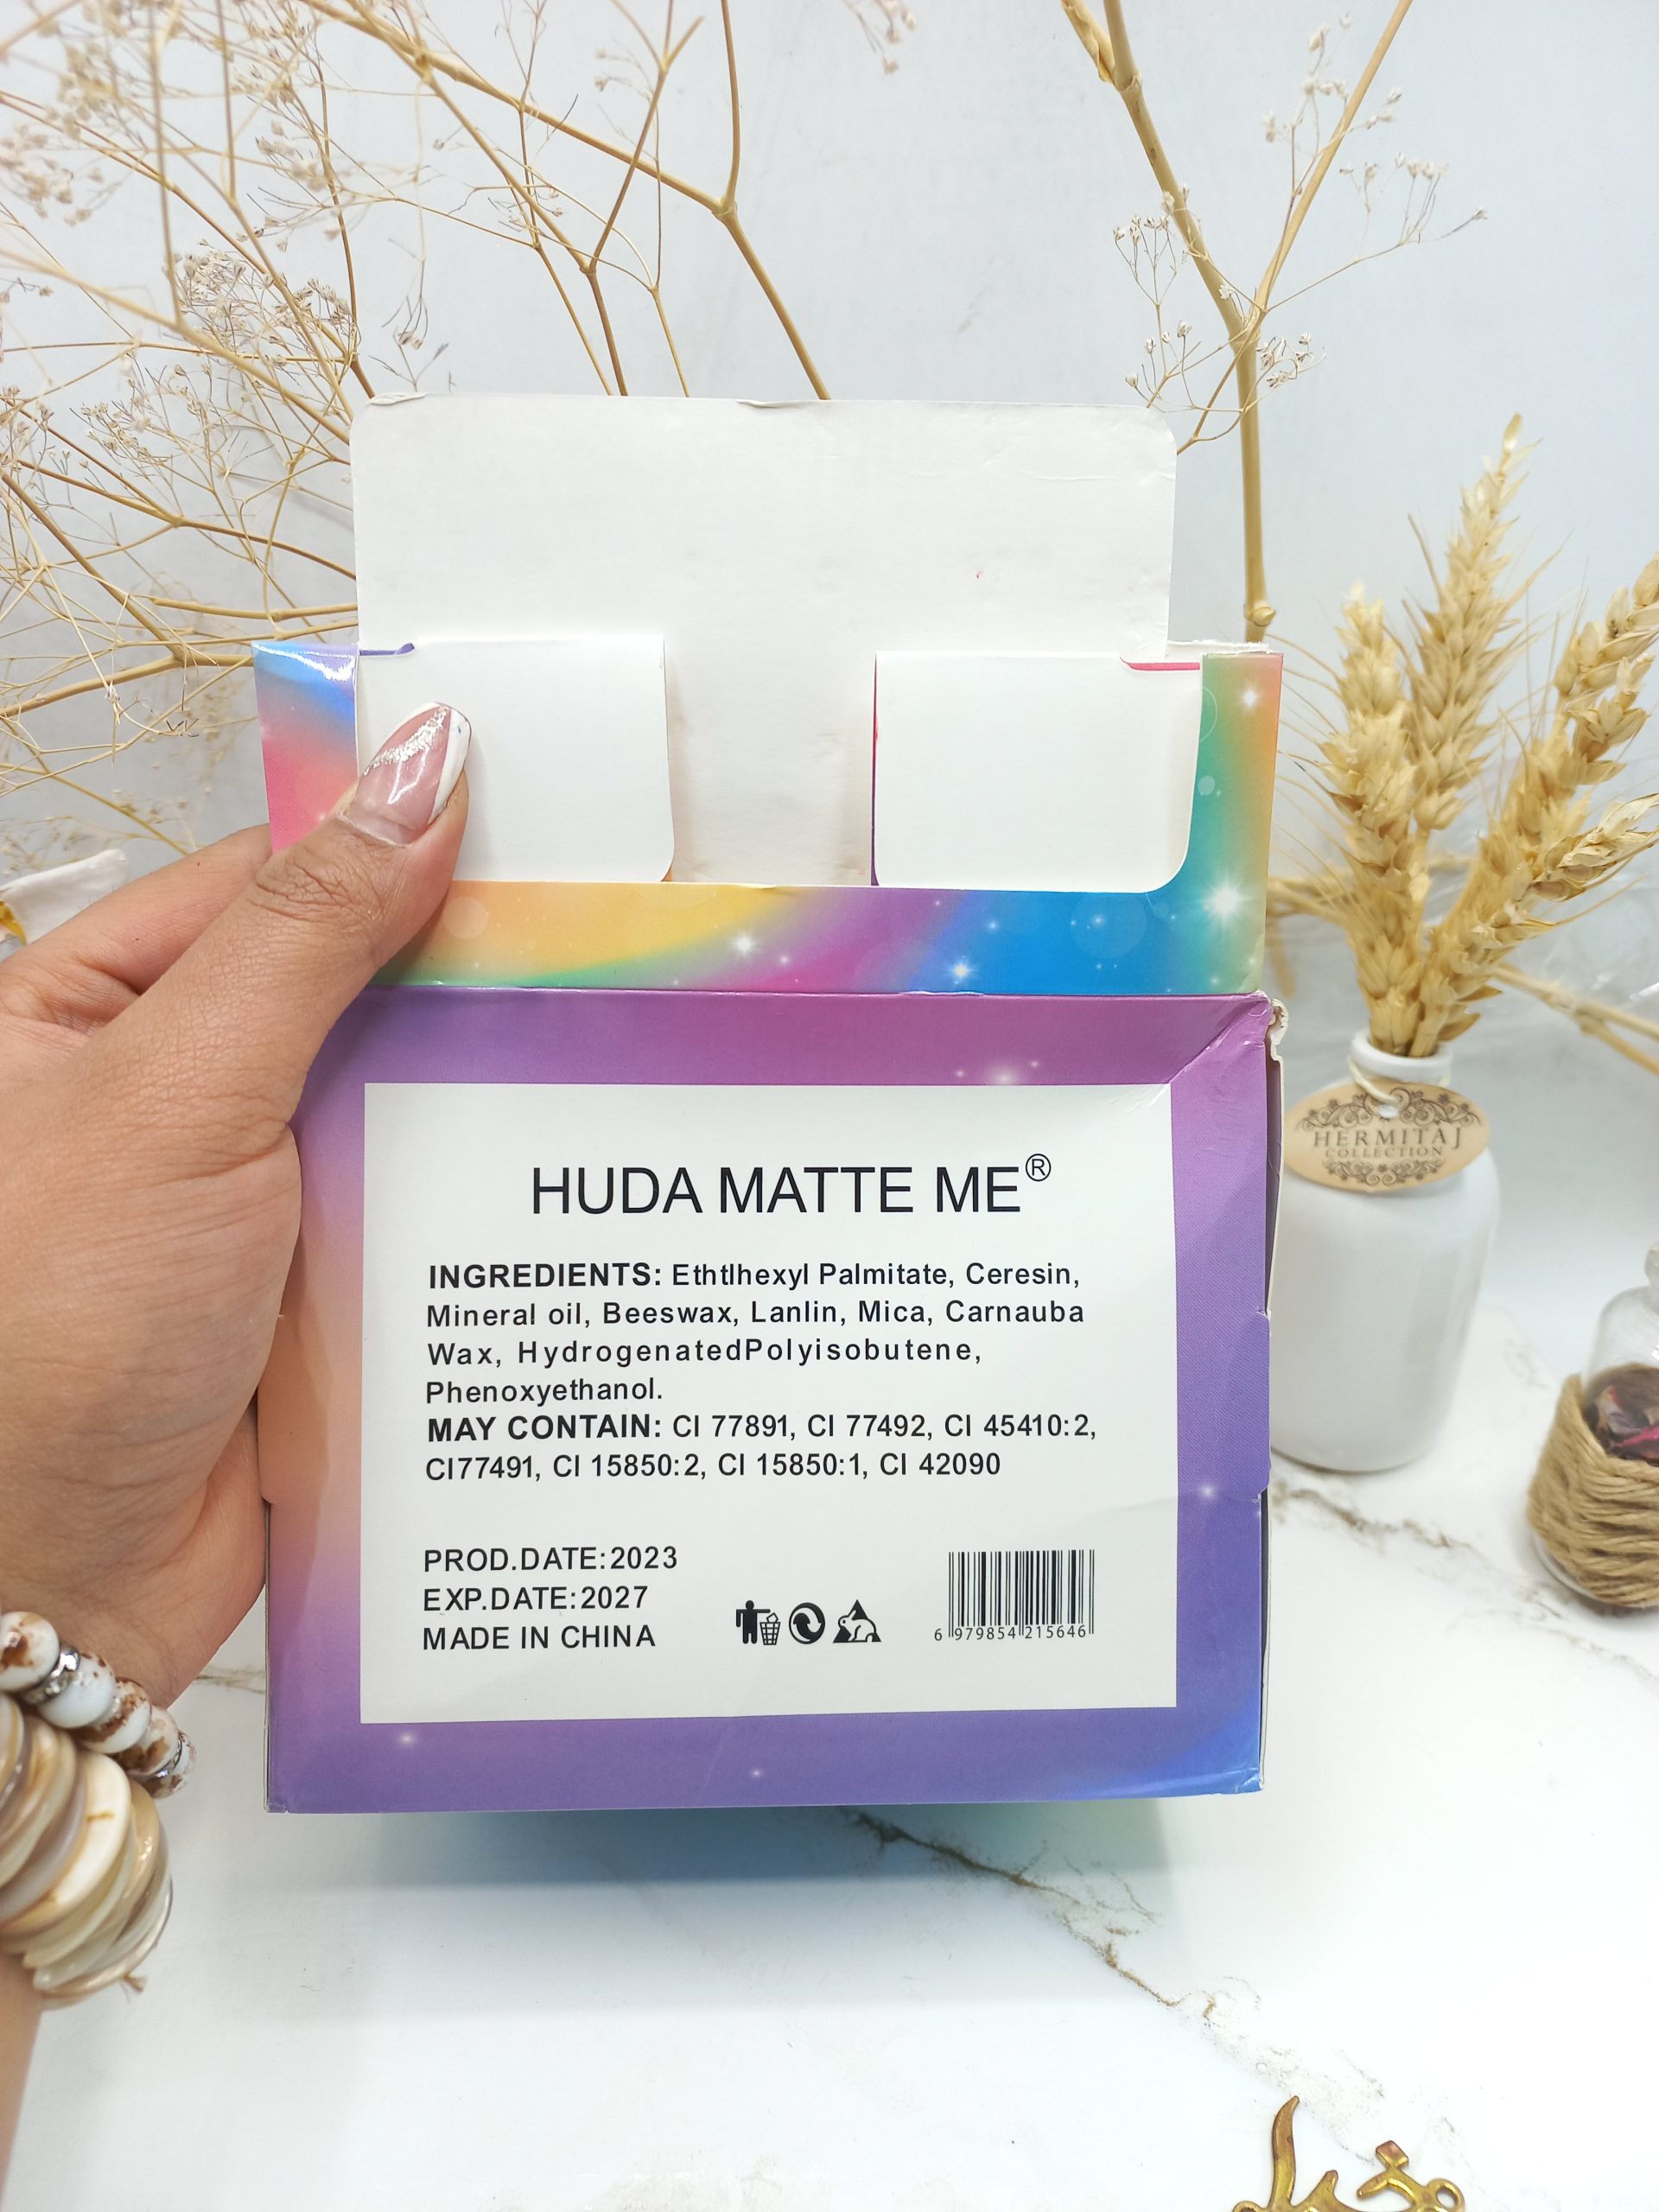 HUDA MATTE ME®
INGREDIENTS: Ethtlhexyl Palmitate, Ceresin,
Mineral oil, Beeswax, Lanlin, Mica, Carnauba
Wax, HydrogenatedPolyisobutene,
Phenoxyethanol.
MAY CONTAIN: CI 77891, CI 77492, CI 45410:2,
CI77491, CI 15850:2, CI 15850:1, CI 42090
PROD.DATE:2023
EXP.DATE:2027
MADE IN CHINA
6 979854 215646
HERMITAJ
COLLECTION